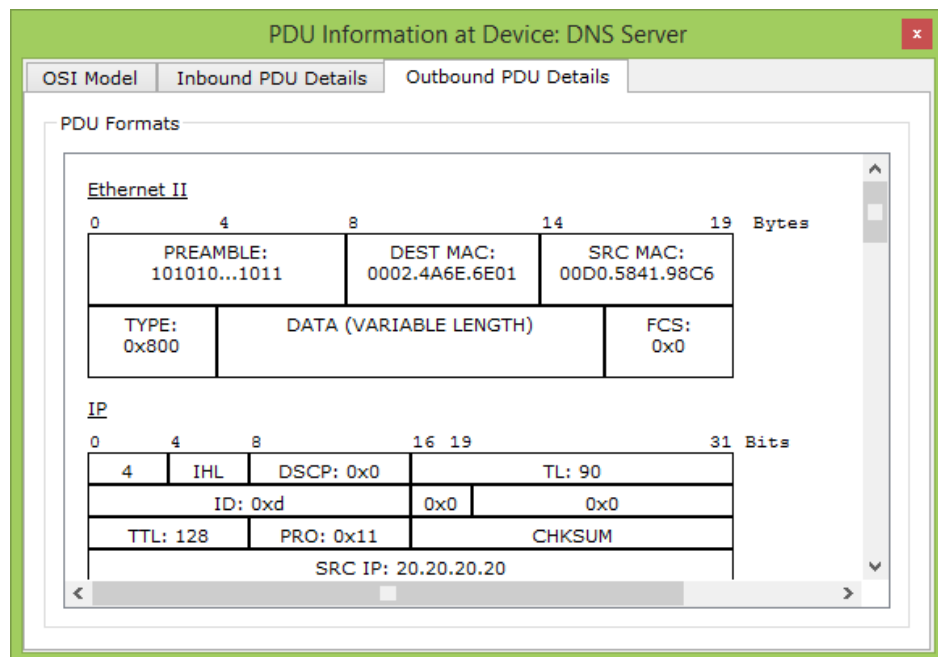 PDU Information at Device: DNS Server
x
OSI Model Inbound PDU Details Outbound PDU Details
PDU Formats
Ethernet II
0 4 8 14 19 Bytes
PREAMBLE: DEST MAC: SRC MAC:
101010...1011 0002.4A6E.6E01 00D0.5841.98C6
TYPE: DATA (VARIABLE LENGTH) FCS:
0x800 0x0
IP
0 4 8 16 19 31 Bits
4 IHL DSCP: 0x0 TL: 90
ID: 0xd 0x0 0x0
TTL: 128 PRO: 0x11 CHKSUM
SRC IP: 20.20.20.20